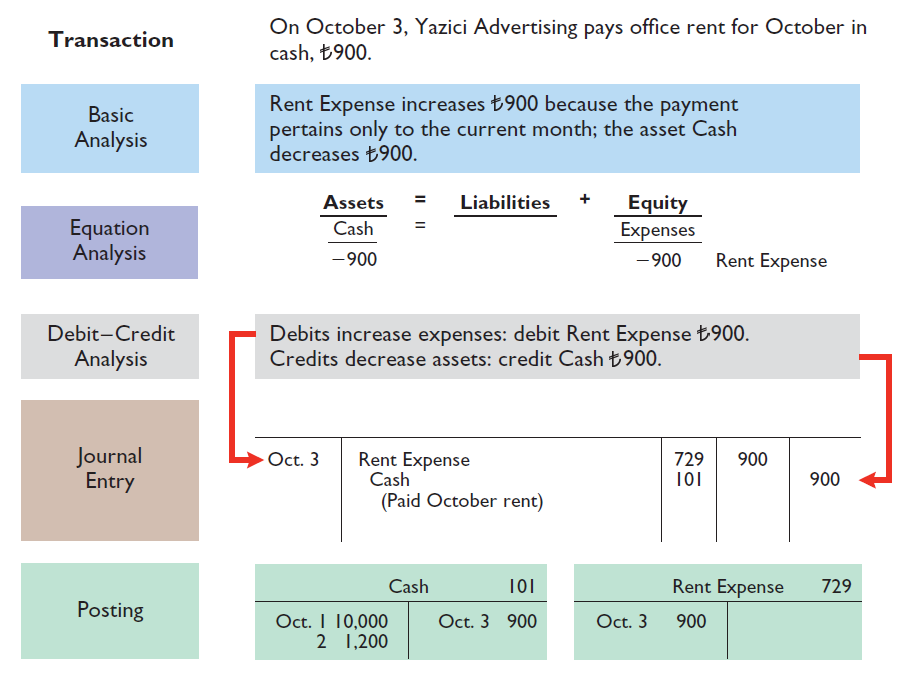 Transaction
On October 3, Yazici Advertising pays office rent for October in
cash, ₺900.
Basic
Analysis
Rent Expense increases ₺900 because the payment
pertains only to the current month; the asset Cash
decreases ₺900.
Equation
Analysis
Assets = Liabilities + Equity
Cash = Expenses
−900 −900 Rent Expense
Debit–Credit
Analysis
Debits increase expenses: debit Rent Expense ₺900.
Credits decrease assets: credit Cash ₺900.
Journal
Entry
Oct. 3 Rent Expense 729 900
Cash 101 900
(Paid October rent)
Posting
Cash 101
Oct. 1 10,000 Oct. 3 900
2 1,200
Rent Expense 729
Oct. 3 900